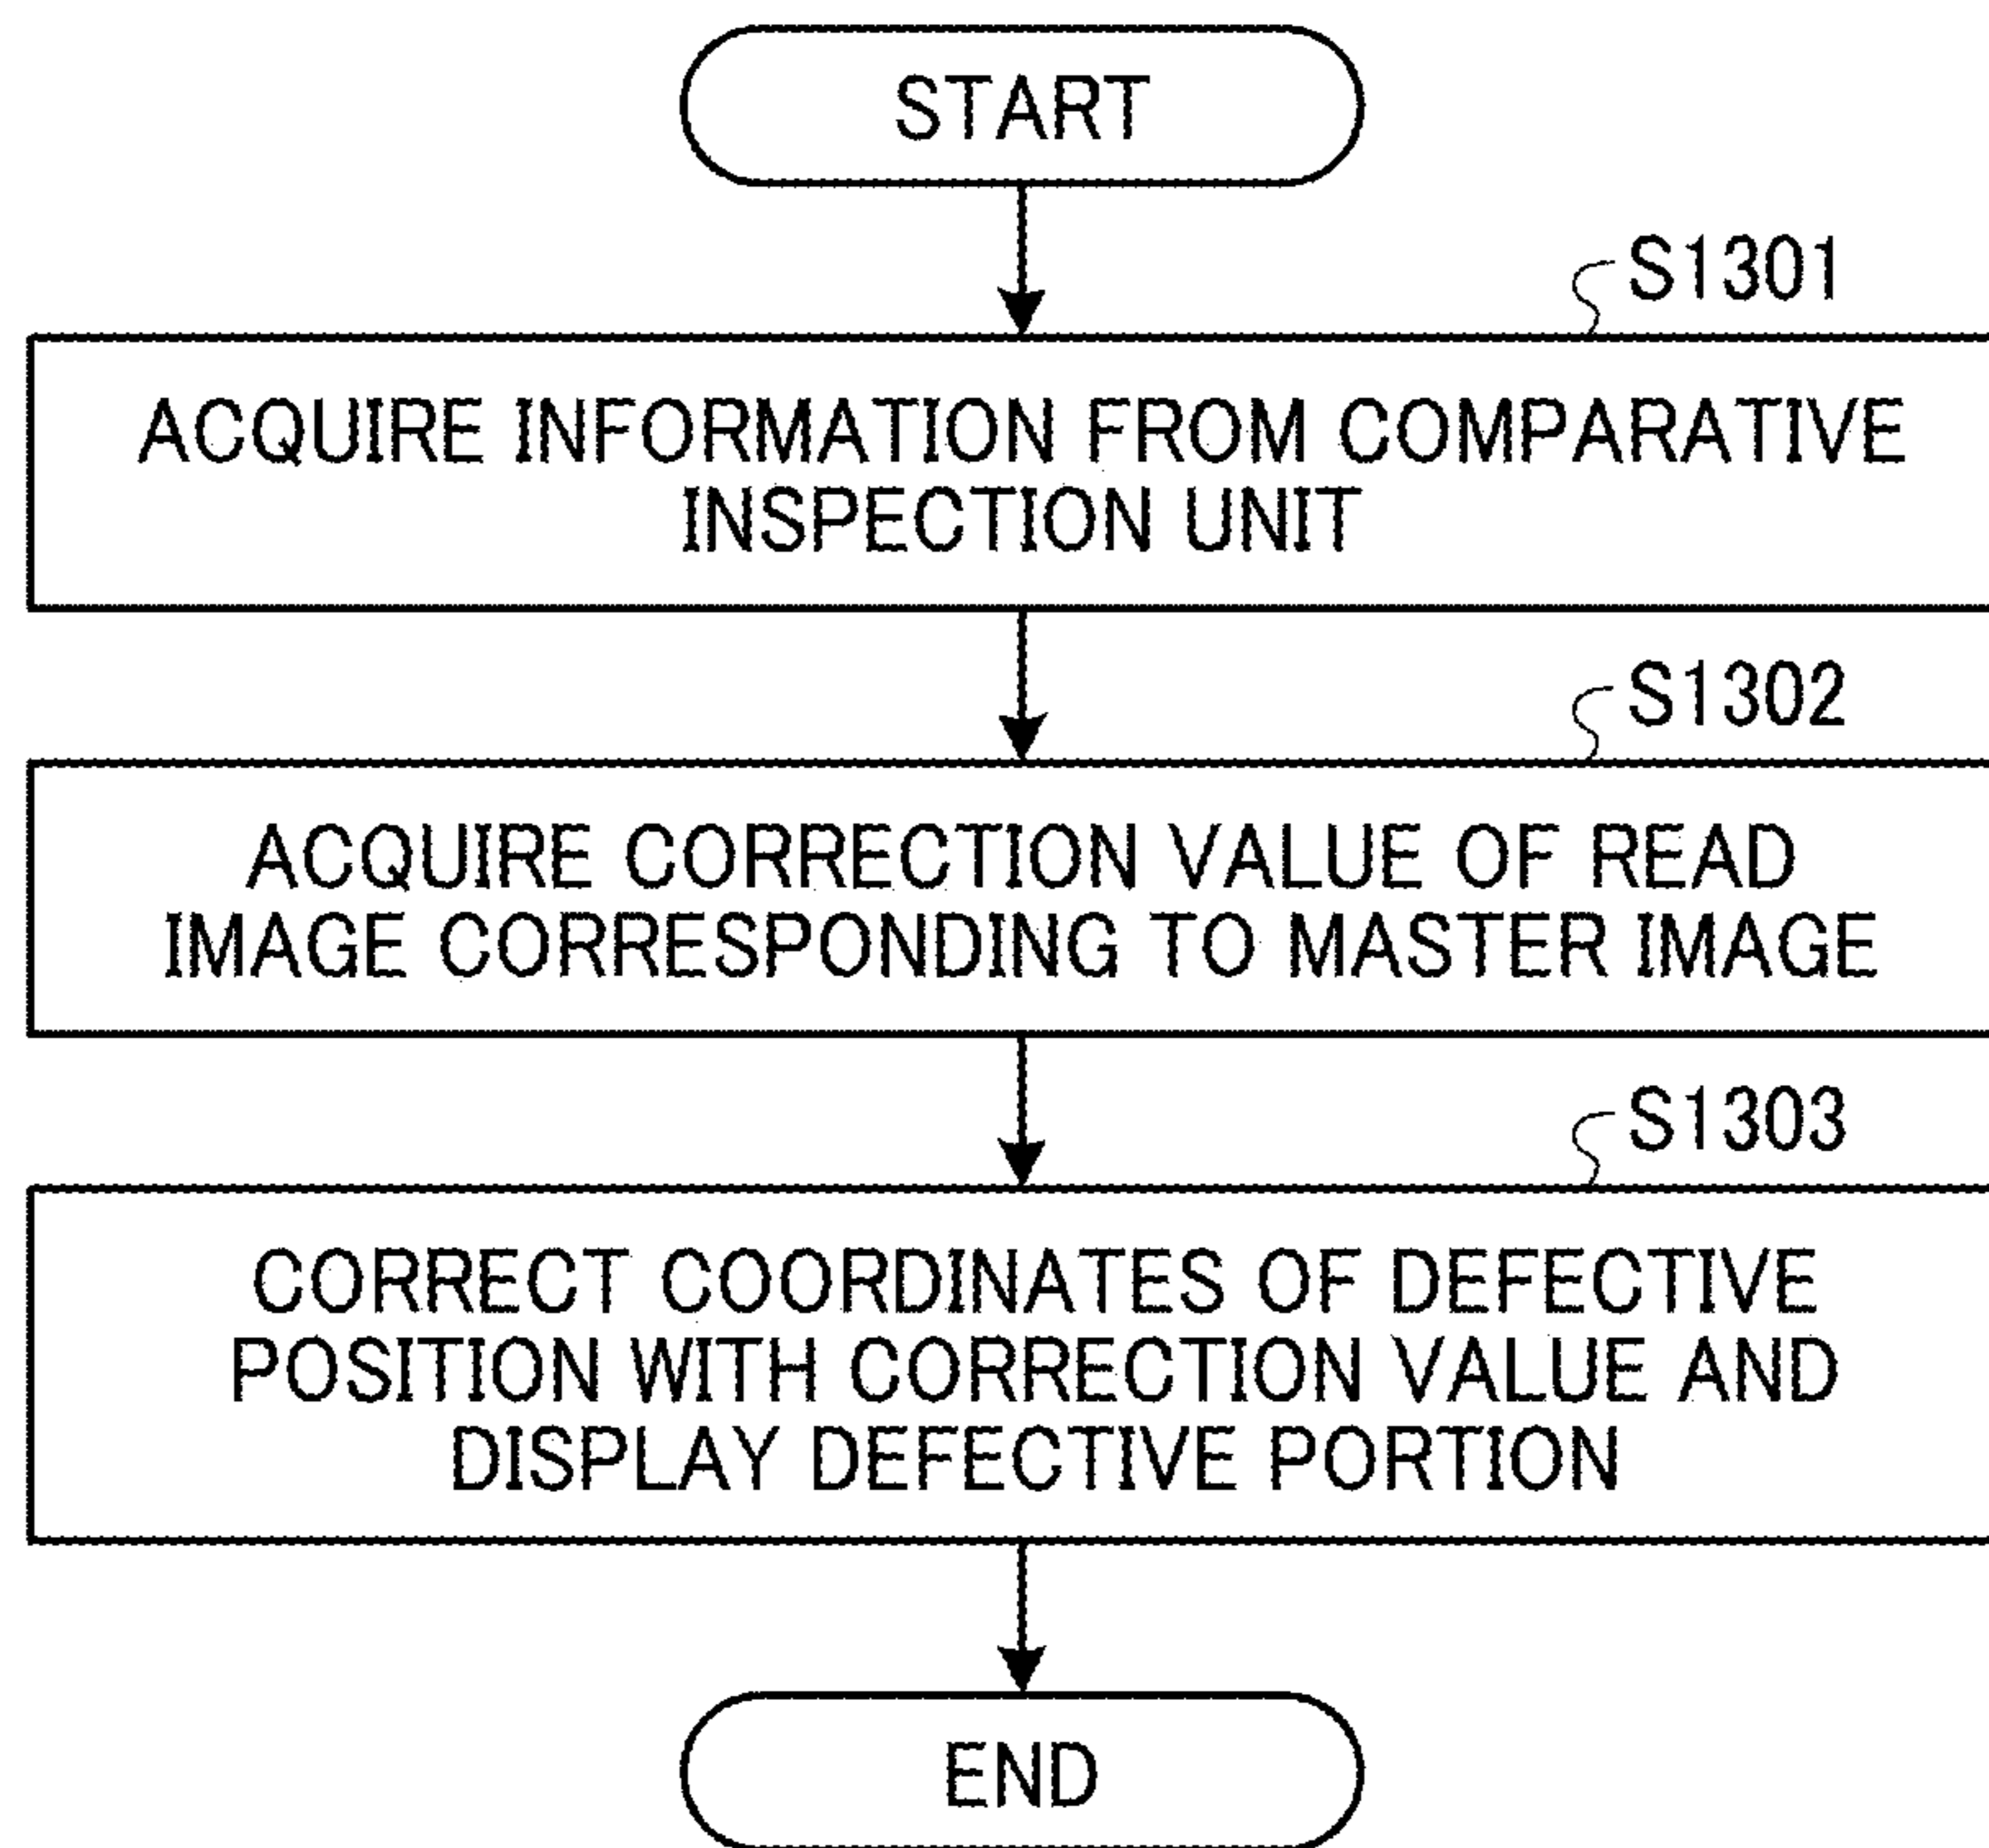 START
S1301
ACQUIRE INFORMATION FROM COMPARATIVE
INSPECTION UNIT
S1302
ACQUIRE CORRECTION VALUE OF READ
IMAGE CORRESPONDING TO MASTER IMAGE
S1303
CORRECT COORDINATES OF DEFECTIVE
POSITION WITH CORRECTION VALUE AND
DISPLAY DEFECTIVE PORTION
END